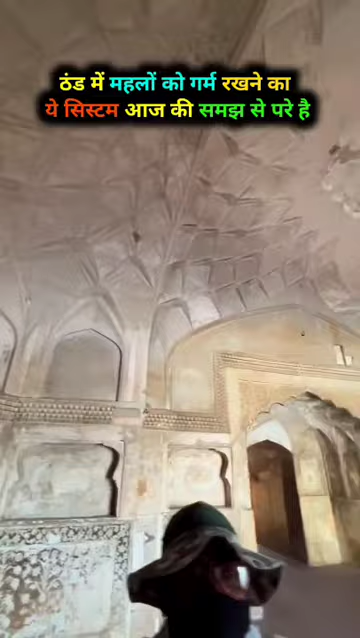 ठंड में महलों को गर्म रखने का
ये सिस्टम आज की समझ से परे है